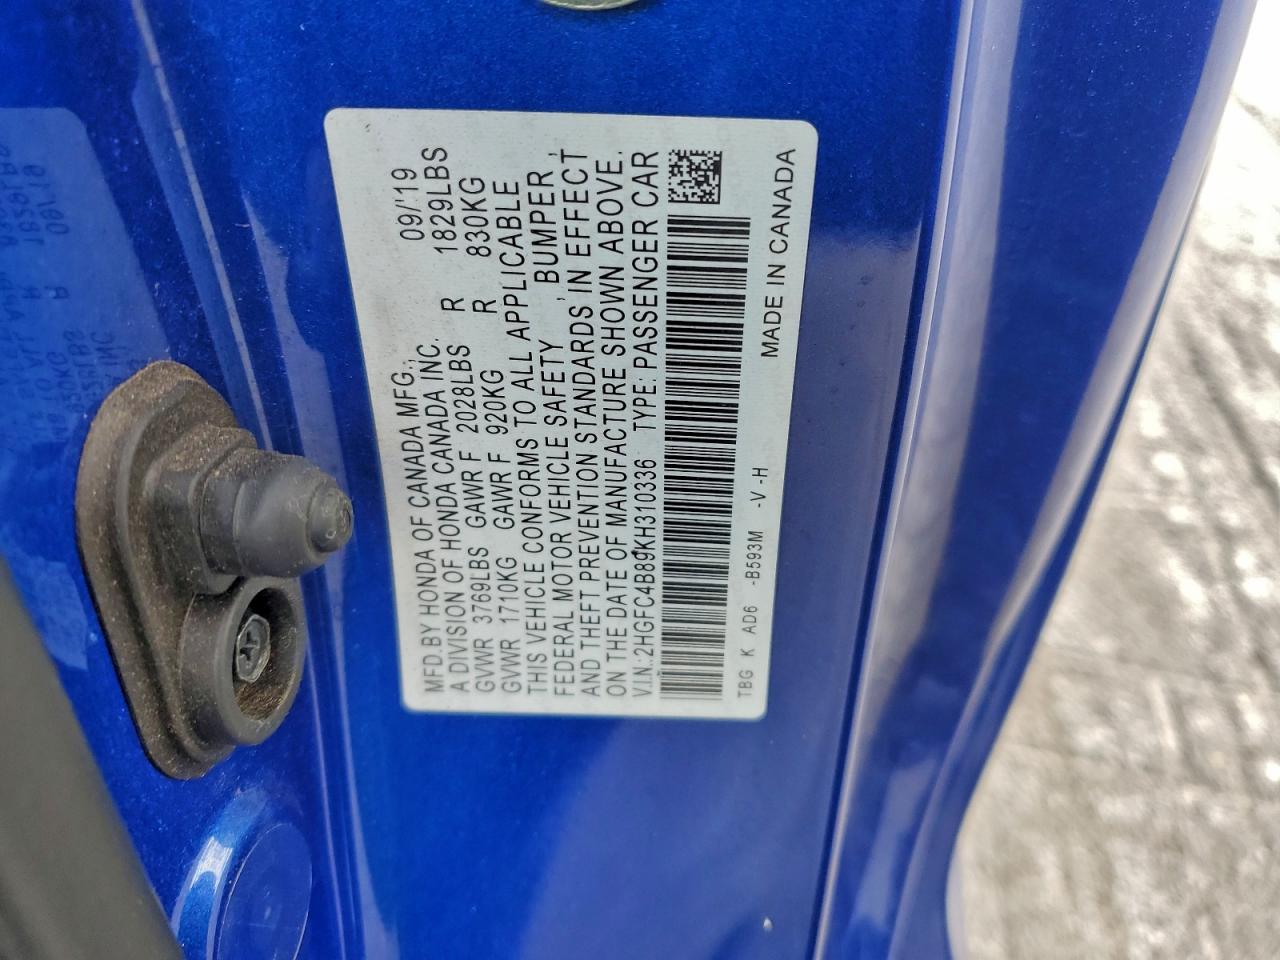 MFD.BY HONDA OF CANADA MFG., 09/'19
A DIVISION OF HONDA CANADA INC.
GVWR 3769LBS GAWR F 2028LBS R 1829LBS
GVWR 1710KG GAWR F 920KG R 830KG
THIS VEHICLE CONFORMS TO ALL APPLICABLE
FEDERAL MOTOR VEHICLE SAFETY , BUMPER ,
AND THEFT PREVENTION STANDARDS IN EFFECT
ON THE DATE OF MANUFACTURE SHOWN ABOVE.
V.I.N.:2HGFC4B89KH310336 TYPE: PASSENGER CAR
TBG K AD6 -B593M -V -H
MADE IN CANADA